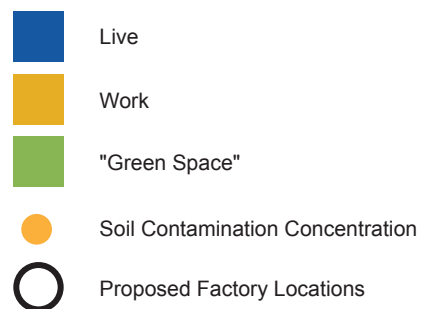 Live
Work
"Green Space"
Soil Contamination Concentration
Proposed Factory Locations